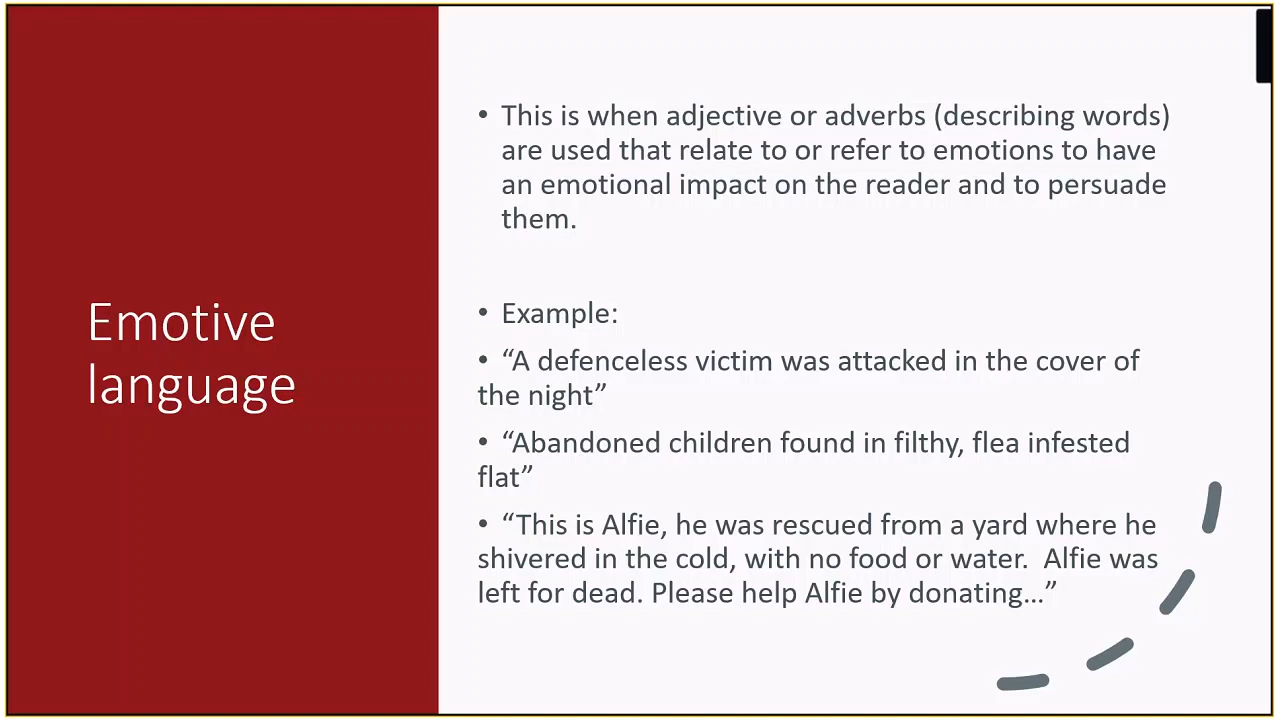 Emotive
language
• This is when adjective or adverbs (describing words)
are used that relate to or refer to emotions to have
an emotional impact on the reader and to persuade
them.
• Example:
• “A defenceless victim was attacked in the cover of
the night”
• “Abandoned children found in filthy, flea infested
flat”
• “This is Alfie, he was rescued from a yard where he
shivered in the cold, with no food or water.  Alfie was
left for dead. Please help Alfie by donating…”